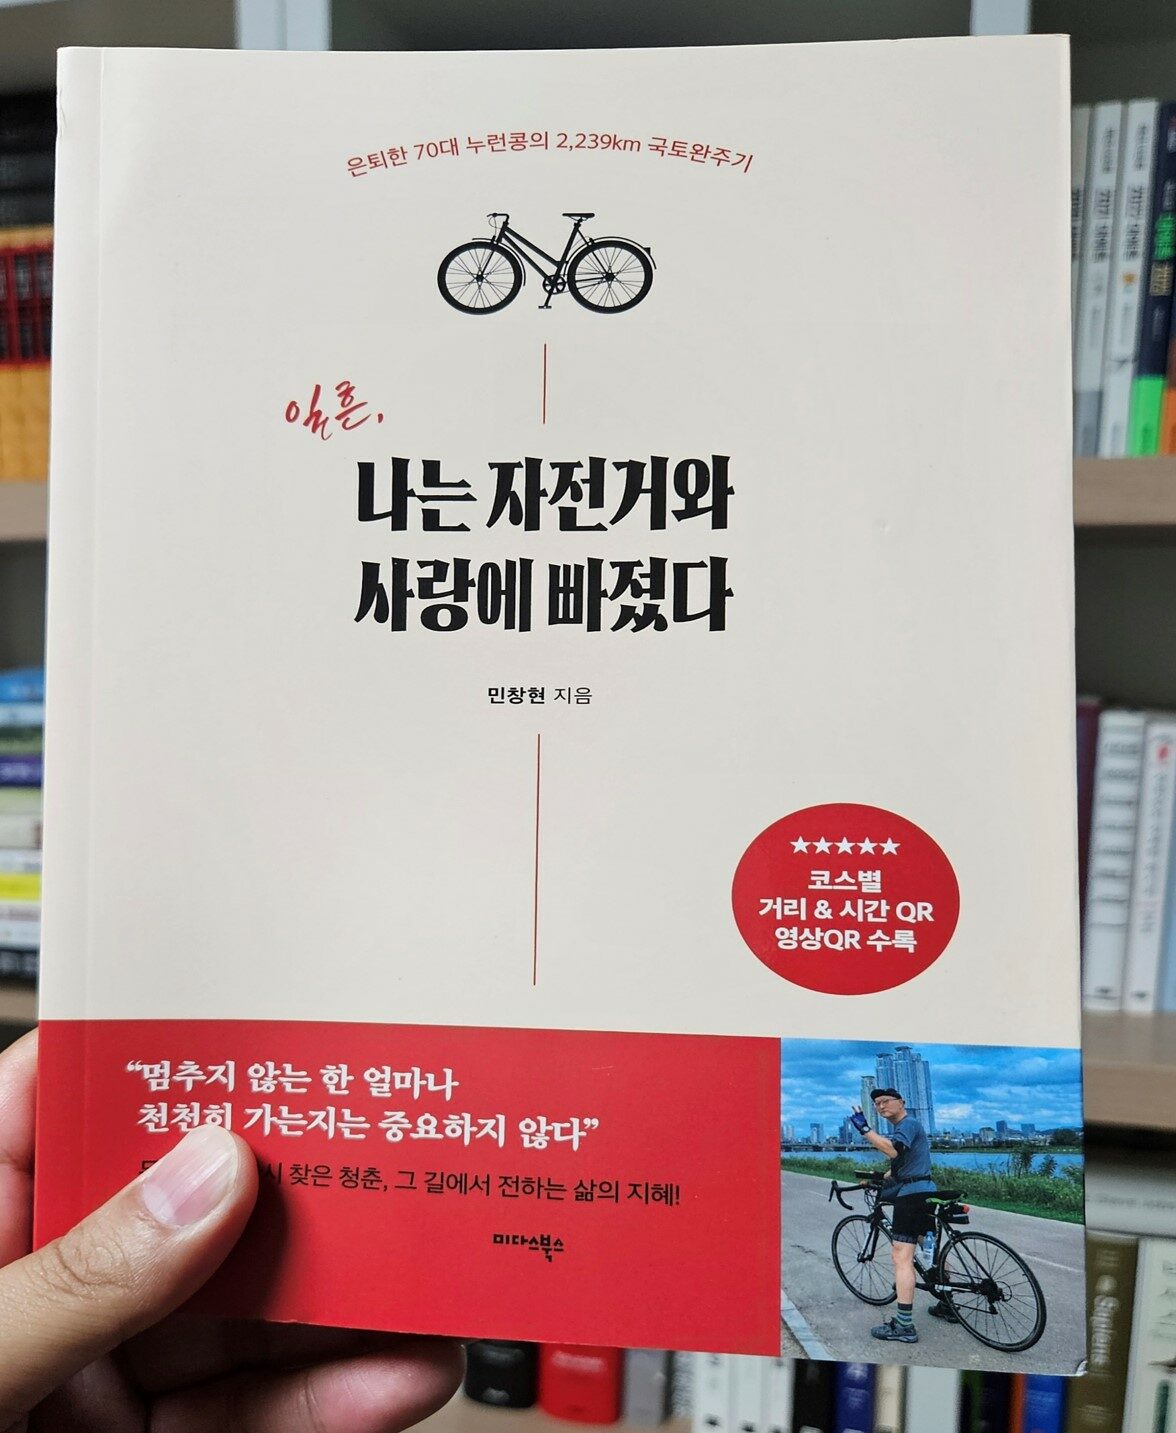 은퇴한 70대 누런콩의 2,239km 국토완주기
일흔,
나는 자전거와
사랑에 빠졌다
민창현 지음
★★★★★
코스별
거리 & 시간 QR
영상QR 수록
“멈추지 않는 한 얼마나
천천히 가는지는 중요하지 않다”
찾은 청춘, 그 길에서 전하는 삶의 지혜!
미다스북스